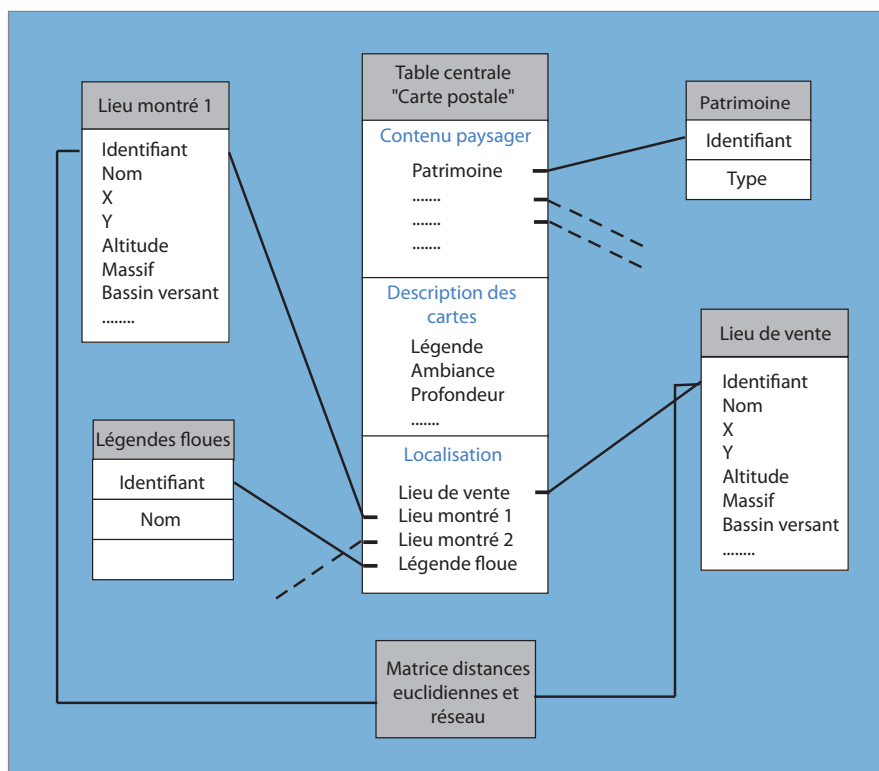 Lieu montré 1
Identifiant
Nom
X
Y
Altitude
Massif
Bassin versant
........
Légendes floues
Identifiant
Nom
Table centrale
"Carte postale"
Contenu paysager
Patrimoine
.......
.......
.......
Description des
cartes
Légende
Ambiance
Profondeur
.......
Localisation
Lieu de vente
Lieu montré 1
Lieu montré 2
Légende floue
Patrimoine
Identifiant
Type
Lieu de vente
Identifiant
Nom
X
Y
Altitude
Massif
Bassin versant
........
Matrice distances
euclidiennes et
réseau